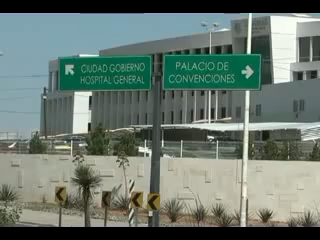 CIUDAD GOBIERNO
HOSPITAL GENERAL
PALACIO DE
CONVENCIONES